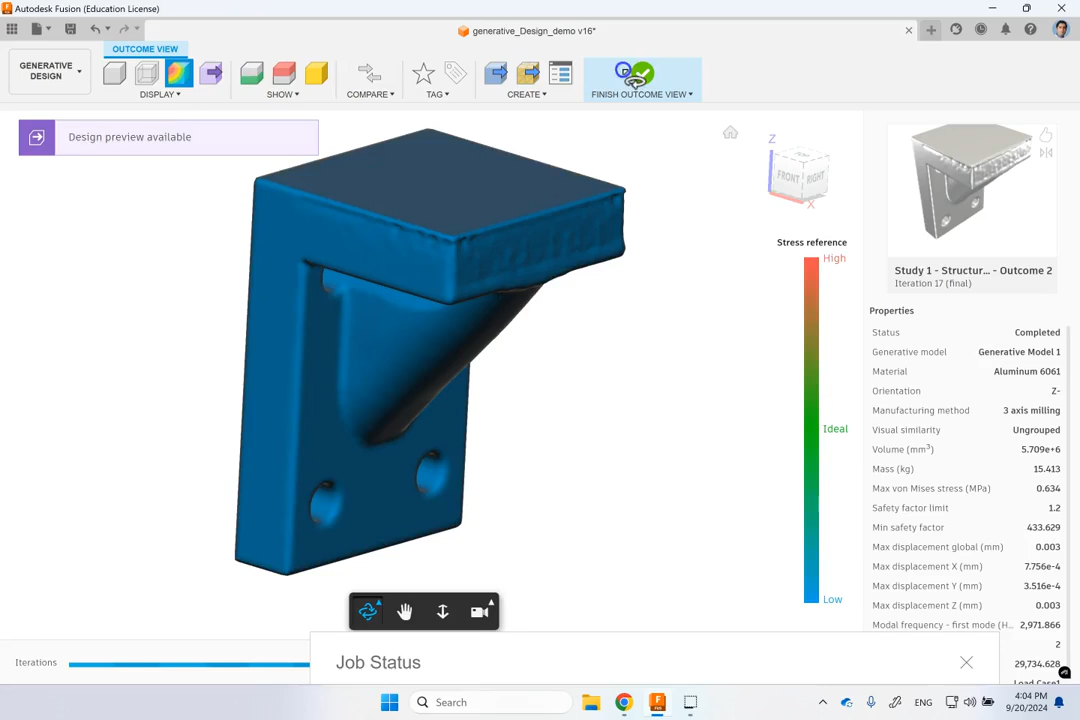 Autodesk Fusion (Education License)
generative_Design_demo v16*
GENERATIVE
DESIGN
OUTCOME VIEW
DISPLAY
SHOW
COMPARE
TAG
CREATE
FINISH OUTCOME VIEW
Design preview available
Z
FRONT RIGHT
X
Stress reference
High
Ideal
Low
Study 1 - Structur... - Outcome 2
Iteration 17 (final)
Properties
Status Completed
Generative model Generative Model 1
Material Aluminum 6061
Orientation Z-
Manufacturing method 3 axis milling
Visual similarity Ungrouped
Volume (mm³) 5.709e+6
Mass (kg) 15.413
Max von Mises stress (MPa) 0.634
Safety factor limit 1.2
Min safety factor 433.629
Max displacement global (mm) 0.003
Max displacement X (mm) 7.756e-4
Max displacement Y (mm) 3.516e-4
Max displacement Z (mm) 0.003
Modal frequency - first mode (H... 2,971.866
2
29,734.628
Load Case1
Iterations
Job Status
Search
ENG
4:04 PM
9/20/2024